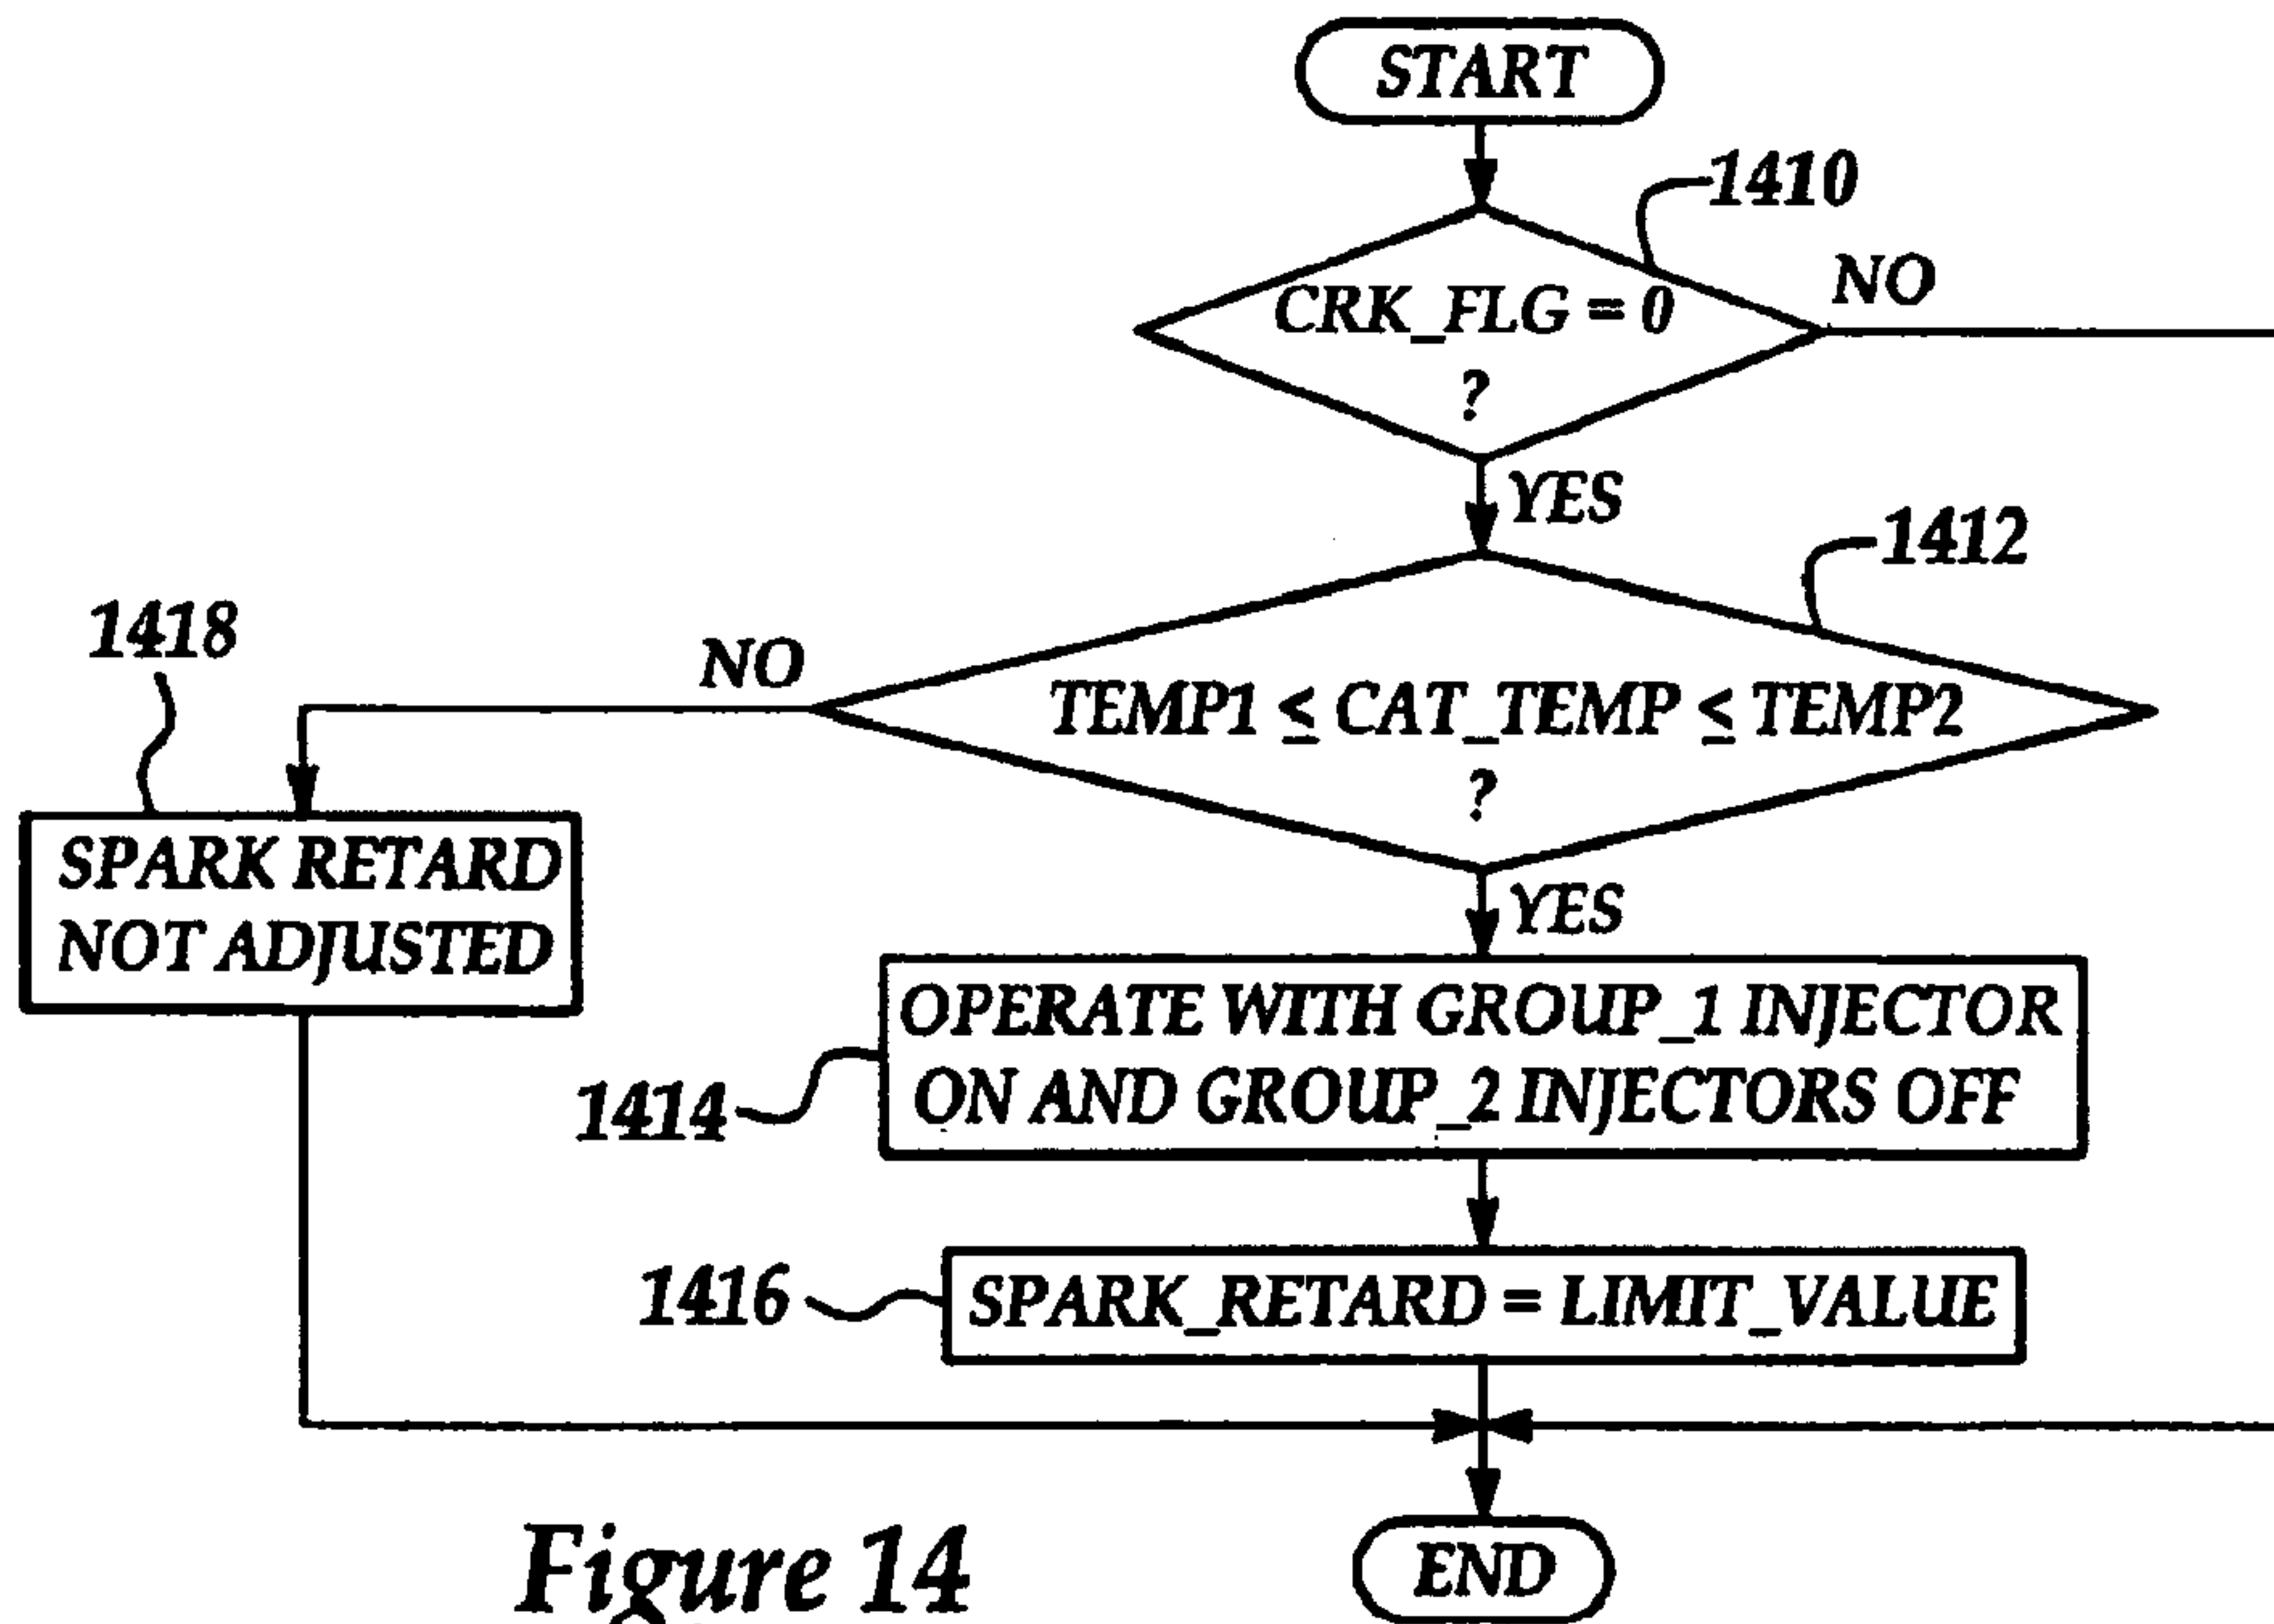 START
1410
CRK_FLG = 0
?
NO
YES
1412
TEMP1 ≤ CAT_TEMP ≤ TEMP2
?
NO
1418
SPARK RETARD
NOT ADJUSTED
YES
OPERATE WITH GROUP_1 INJECTOR
ON AND GROUP_2 INJECTORS OFF
1414
1416
SPARK_RETARD = LIMIT_VALUE
END
Figure 14